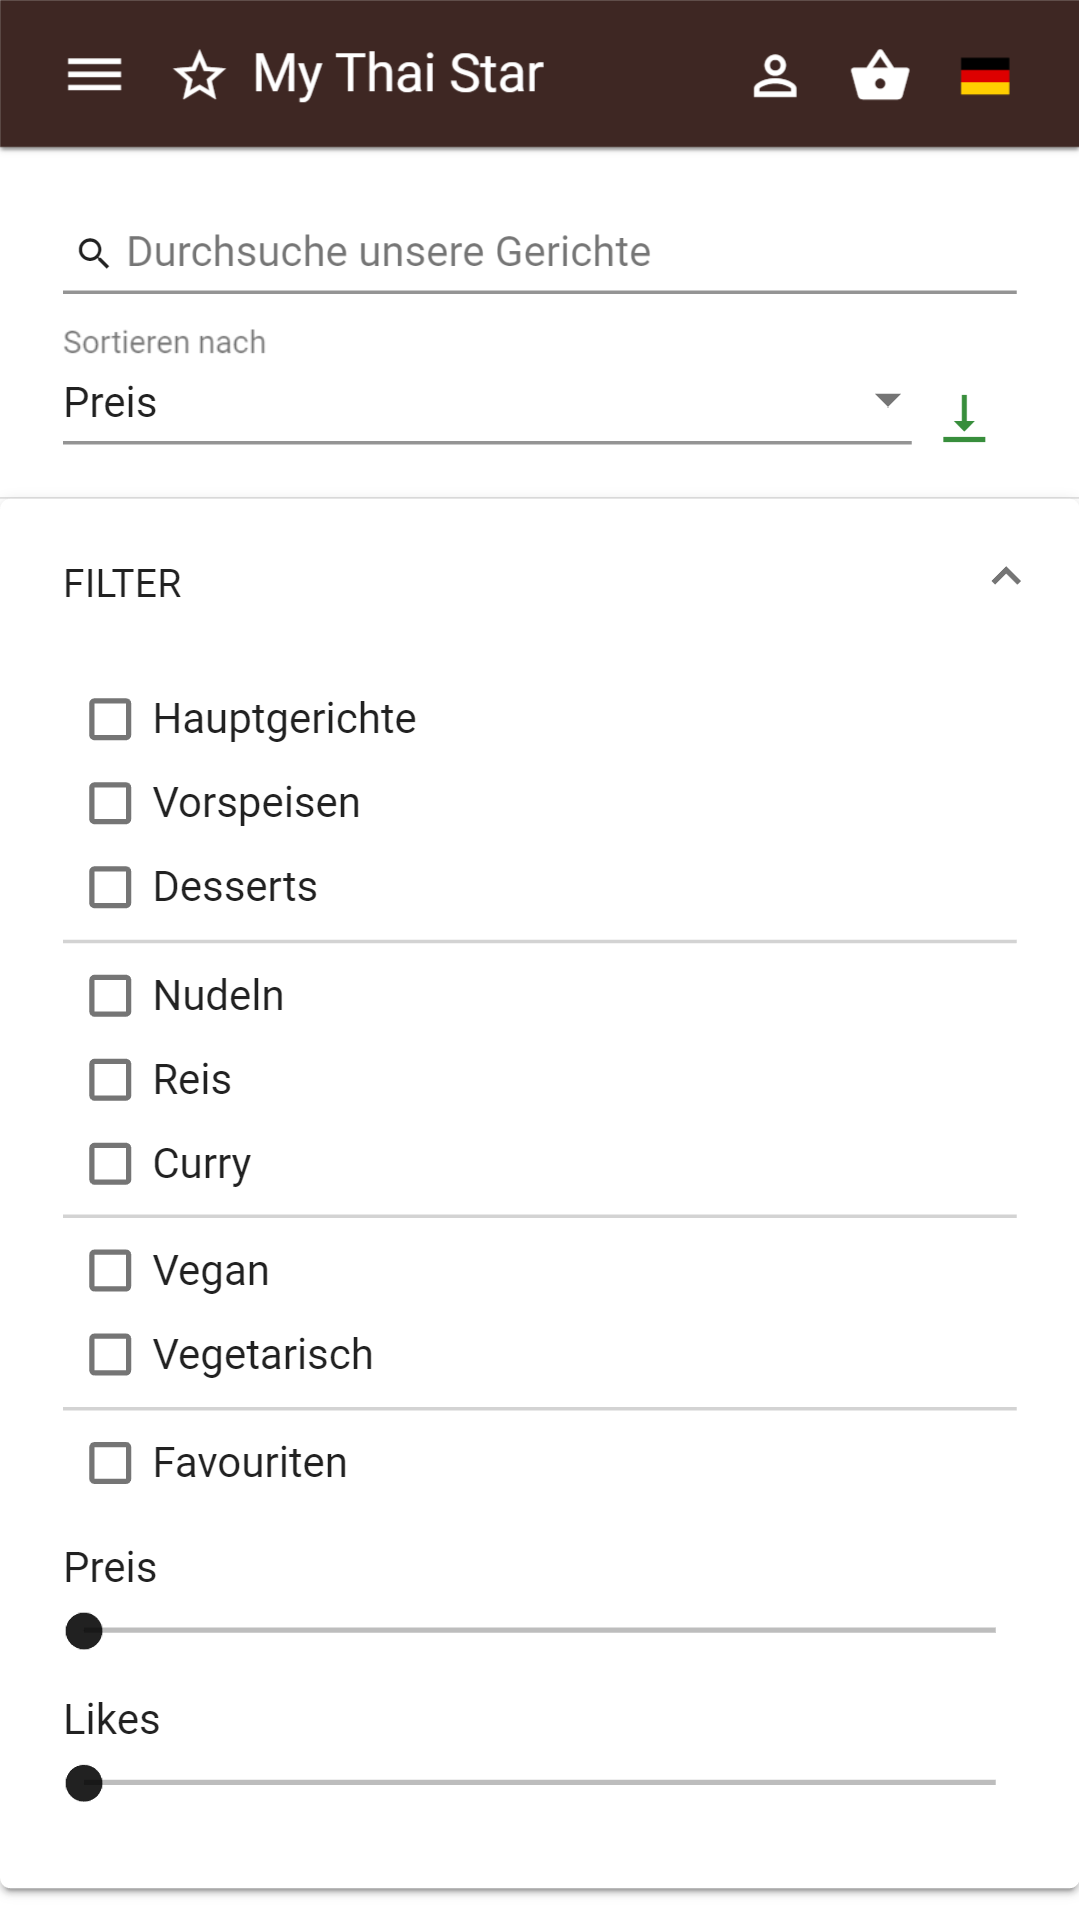 My Thai Star
Durchsuche unsere Gerichte
Sortieren nach
Preis
FILTER
Hauptgerichte
Vorspeisen
Desserts
Nudeln
Reis
Curry
Vegan
Vegetarisch
Favouriten
Preis
Likes